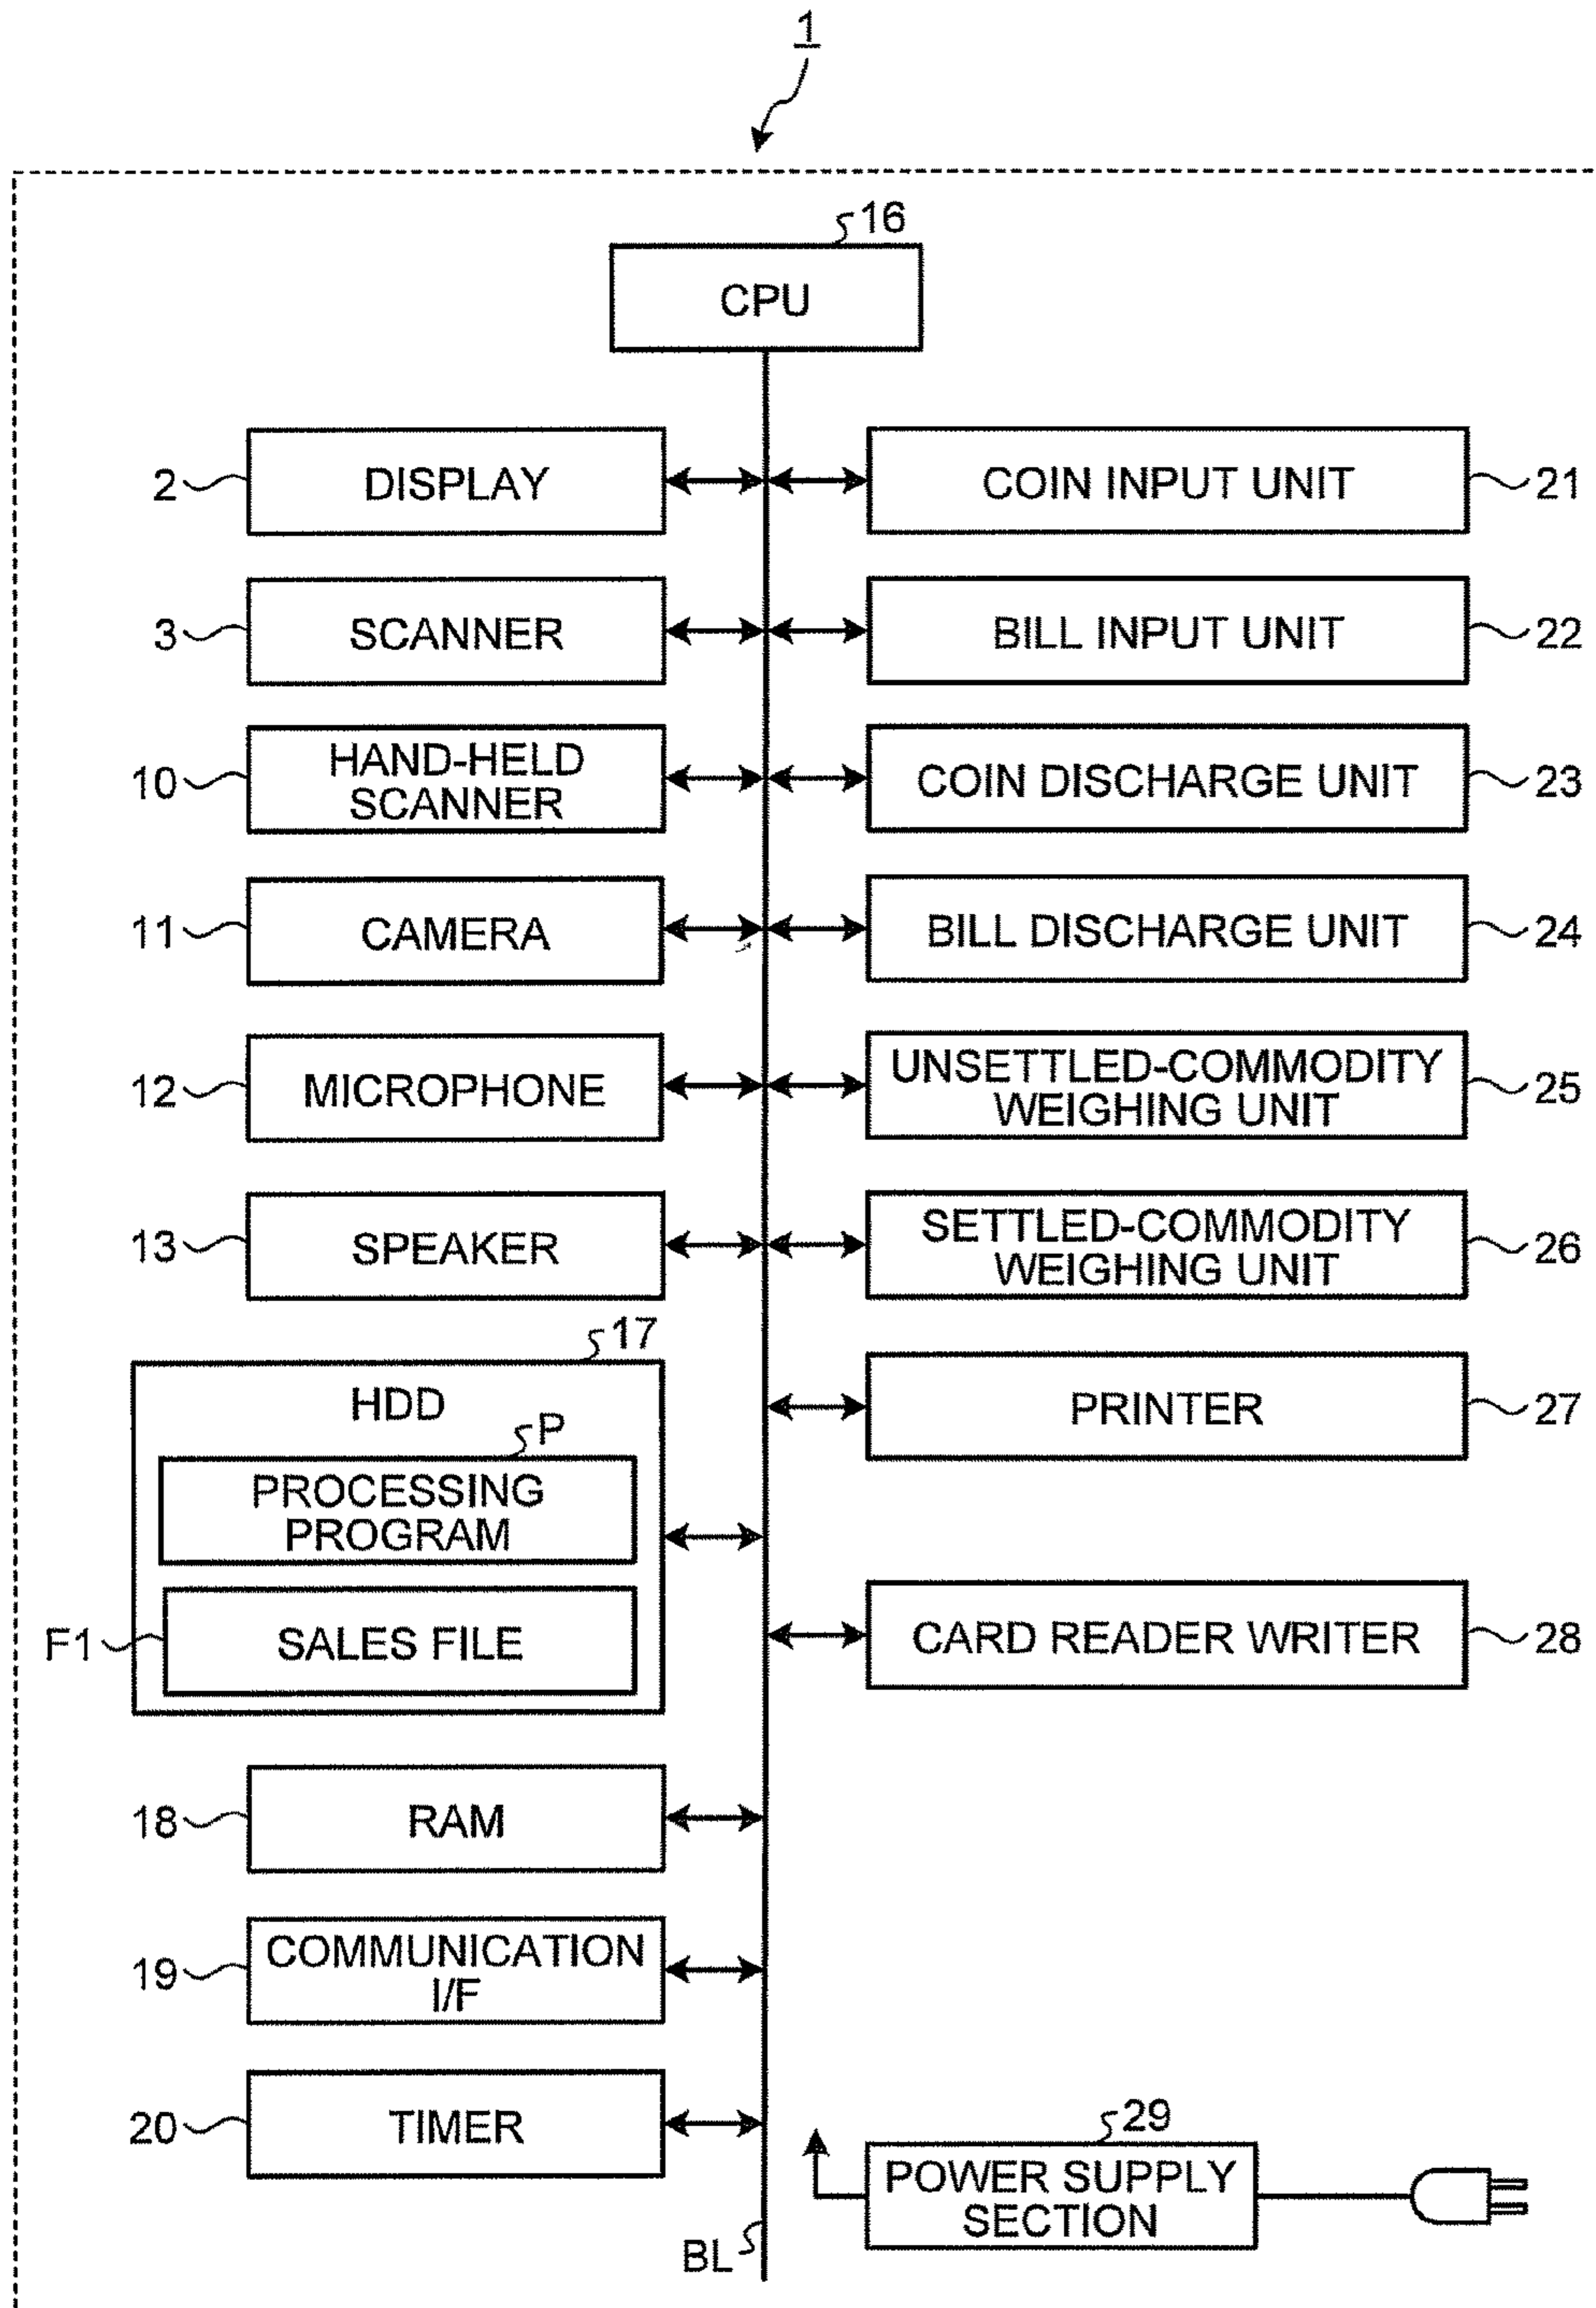 1
16
CPU
2
DISPLAY
COIN INPUT UNIT
21
3
SCANNER
BILL INPUT UNIT
22
10
HAND-HELD
SCANNER
COIN DISCHARGE UNIT
23
11
CAMERA
BILL DISCHARGE UNIT
24
12
MICROPHONE
UNSETTLED-COMMODITY
WEIGHING UNIT
25
13
SPEAKER
SETTLED-COMMODITY
WEIGHING UNIT
26
17
HDD
P
PROCESSING
PROGRAM
F1
SALES FILE
PRINTER
27
CARD READER WRITER
28
18
RAM
19
COMMUNICATION
I/F
20
TIMER
29
POWER SUPPLY
SECTION
BL